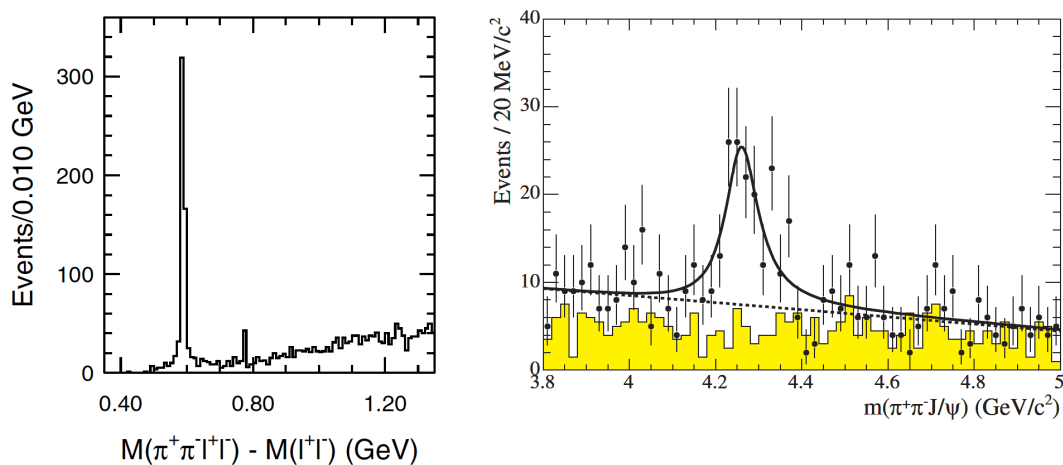 Events/0.010 GeV
300
200
100
0
0.40 0.80 1.20
M(π⁺π⁻l⁺l⁻) - M(l⁺l⁻) (GeV)
Events / 20 MeV/c²
40
30
20
10
0
3.8 4 4.2 4.4 4.6 4.8 5
m(π⁺π⁻J/ψ) (GeV/c²)